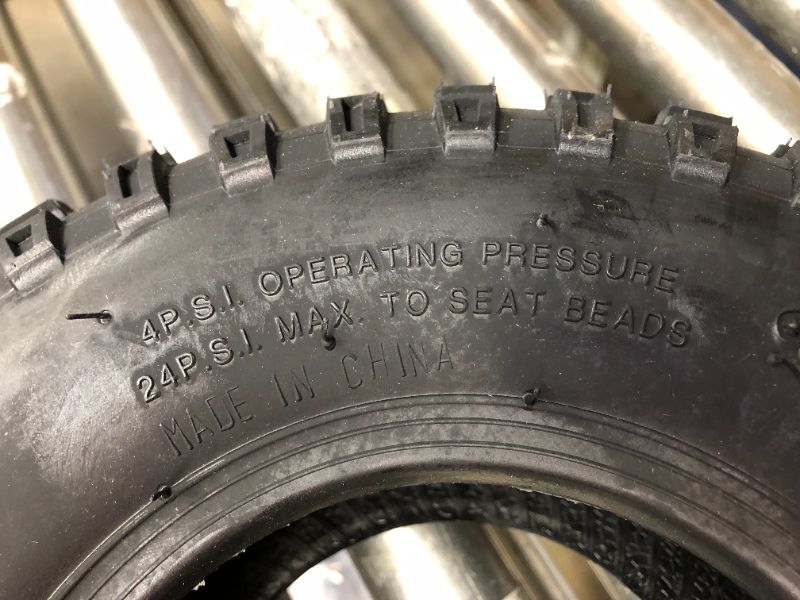 4P.S.I. OPERATING PRESSURE
24P.S.I. MAX. TO SEAT BEADS
MADE IN CHINA